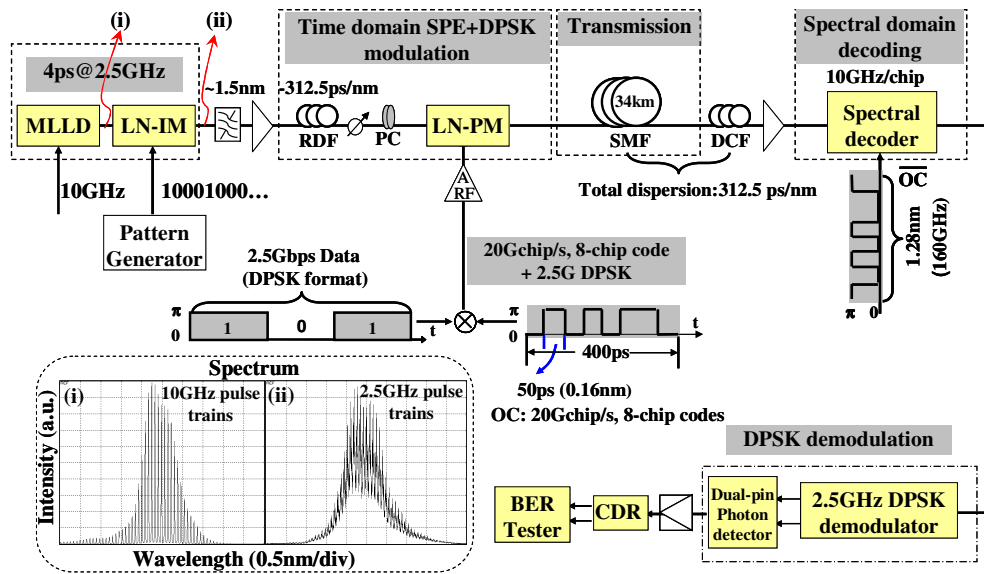 (i)
(ii)
4ps@2.5GHz
MLLD
LN-IM
10GHz
10001000…
Pattern
Generator
~1.5nm
Time domain SPE+DPSK
modulation
-312.5ps/nm
RDF
PC
LN-PM
A
RF
Transmission
34km
SMF
DCF
Total dispersion:312.5 ps/nm
Spectral domain
decoding
10GHz/chip
Spectral
decoder
OC
1.28nm
(160GHz)
π
0
2.5Gbps Data
(DPSK format)
π
0
1
0
1
t
20Gchip/s, 8-chip code
+ 2.5G DPSK
π
0
t
400ps
50ps (0.16nm)
OC: 20Gchip/s, 8-chip codes
Spectrum
(i)
10GHz pulse
trains
(ii)
2.5GHz pulse
trains
Intensity (a.u.)
Wavelength (0.5nm/div)
DPSK demodulation
BER
Tester
CDR
Dual-pin
Photon
detector
2.5GHz DPSK
demodulator